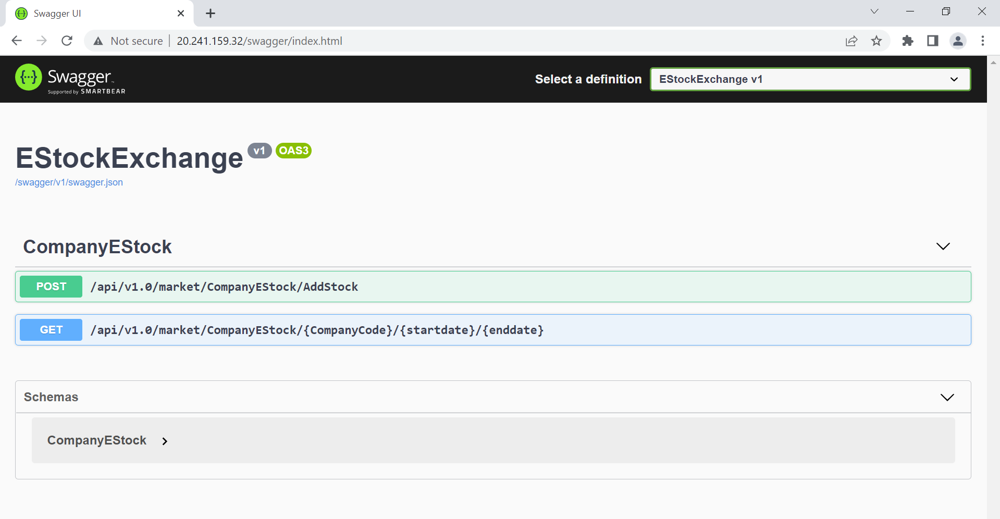 Swagger UI
Not secure 20.241.159.32/swagger/index.html
Swagger™
Supported by SMARTBEAR
Select a definition
EStockExchange v1
EStockExchange v1 OAS3
/swagger/v1/swagger.json
CompanyEStock
POST /api/v1.0/market/CompanyEStock/AddStock
GET /api/v1.0/market/CompanyEStock/{CompanyCode}/{startdate}/{enddate}
Schemas
CompanyEStock